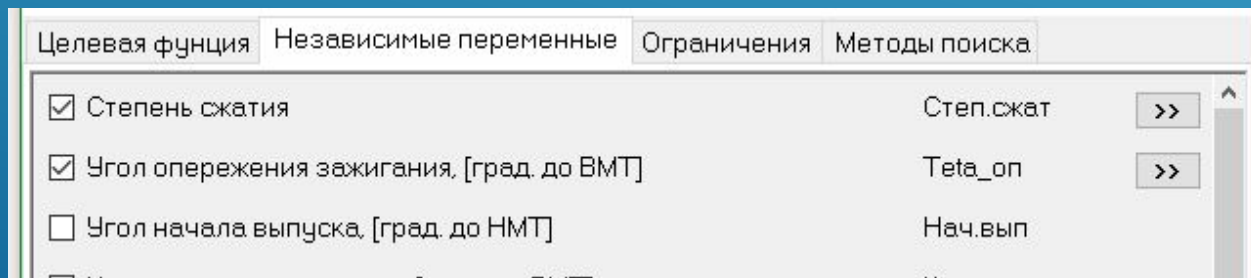 Целевая фунция Независимые переменные Ограничения Методы поиска
Степень сжатия Степ.сжат >>
Угол опережения зажигания, [град. до ВМТ] Teta_оп >>
Угол начала выпуска, [град. до НМТ] Нач.вып